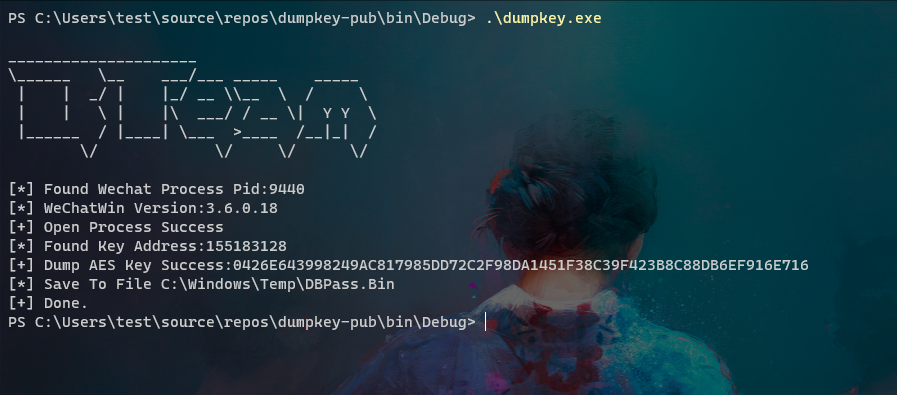 PS C:\Users\test\source\repos\dumpkey-pub\bin\Debug> .\dumpkey.exe
[*] Found Wechat Process Pid:9440
[*] WeChatWin Version:3.6.0.18
[+] Open Process Success
[*] Found Key Address:155183128
[+] Dump AES Key Success:0426E643998249AC817985DD72C2F98DA1451F38C39F423B8C88DB6EF916E716
[*] Save To File C:\Windows\Temp\DBPass.Bin
[+] Done.
PS C:\Users\test\source\repos\dumpkey-pub\bin\Debug>